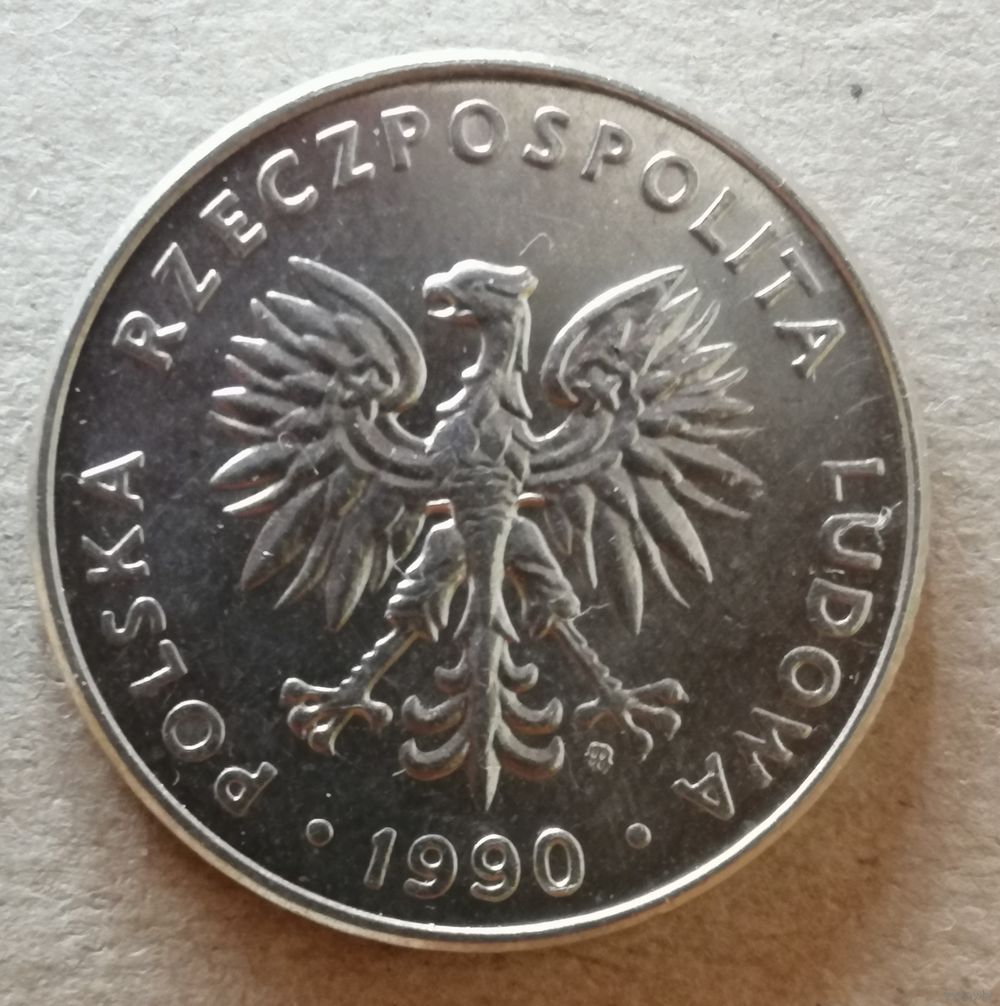 POLSKA RZECZPOSPOLITA LUDOWA
• 1990 •